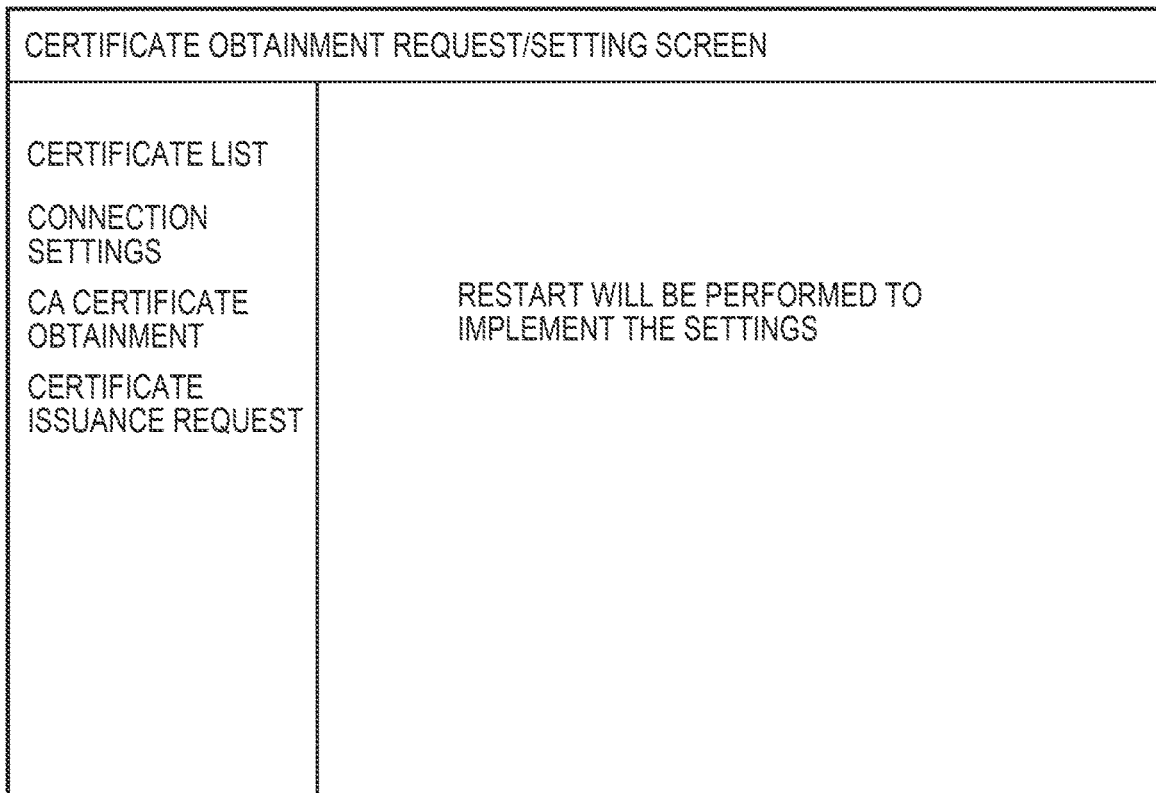 CERTIFICATE OBTAINMENT REQUEST/SETTING SCREEN
CERTIFICATE LIST
CONNECTION
SETTINGS
CA CERTIFICATE
OBTAINMENT
CERTIFICATE
ISSUANCE REQUEST
RESTART WILL BE PERFORMED TO
IMPLEMENT THE SETTINGS